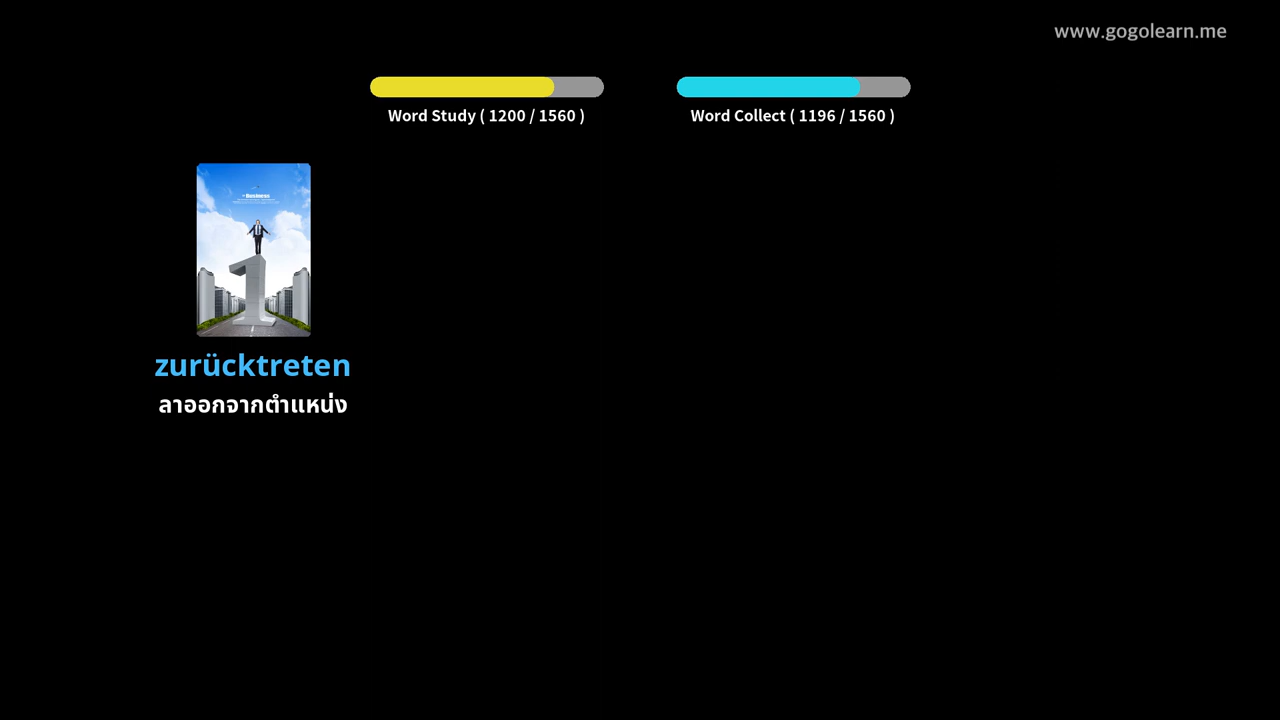 www.gogolearn.me
Word Study ( 1200 / 1560 )
Word Collect ( 1196 / 1560 )
Business
zurücktreten
ลาออกจากตำแหน่ง